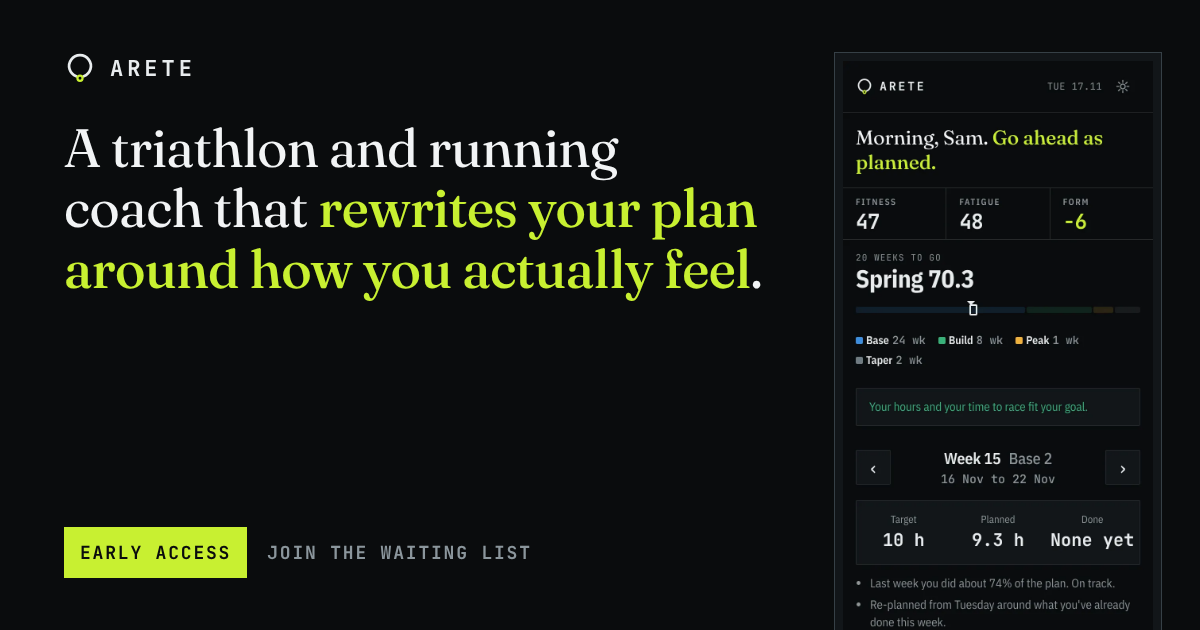 ARETE
A triathlon and running
coach that rewrites your plan
around how you actually feel.
EARLY ACCESS
JOIN THE WAITING LIST
ARETE
TUE 17.11
Morning, Sam. Go ahead as
planned.
FITNESS
47
FATIGUE
48
FORM
-6
20 WEEKS TO GO
Spring 70.3
Base 24 wk Build 8 wk Peak 1 wk
Taper 2 wk
Your hours and your time to race fit your goal.
‹
Week 15 Base 2
16 Nov to 22 Nov
›
Target
10 h
Planned
9.3 h
Done
None yet
• Last week you did about 74% of the plan. On track.
• Re-planned from Tuesday around what you've already
done this week.